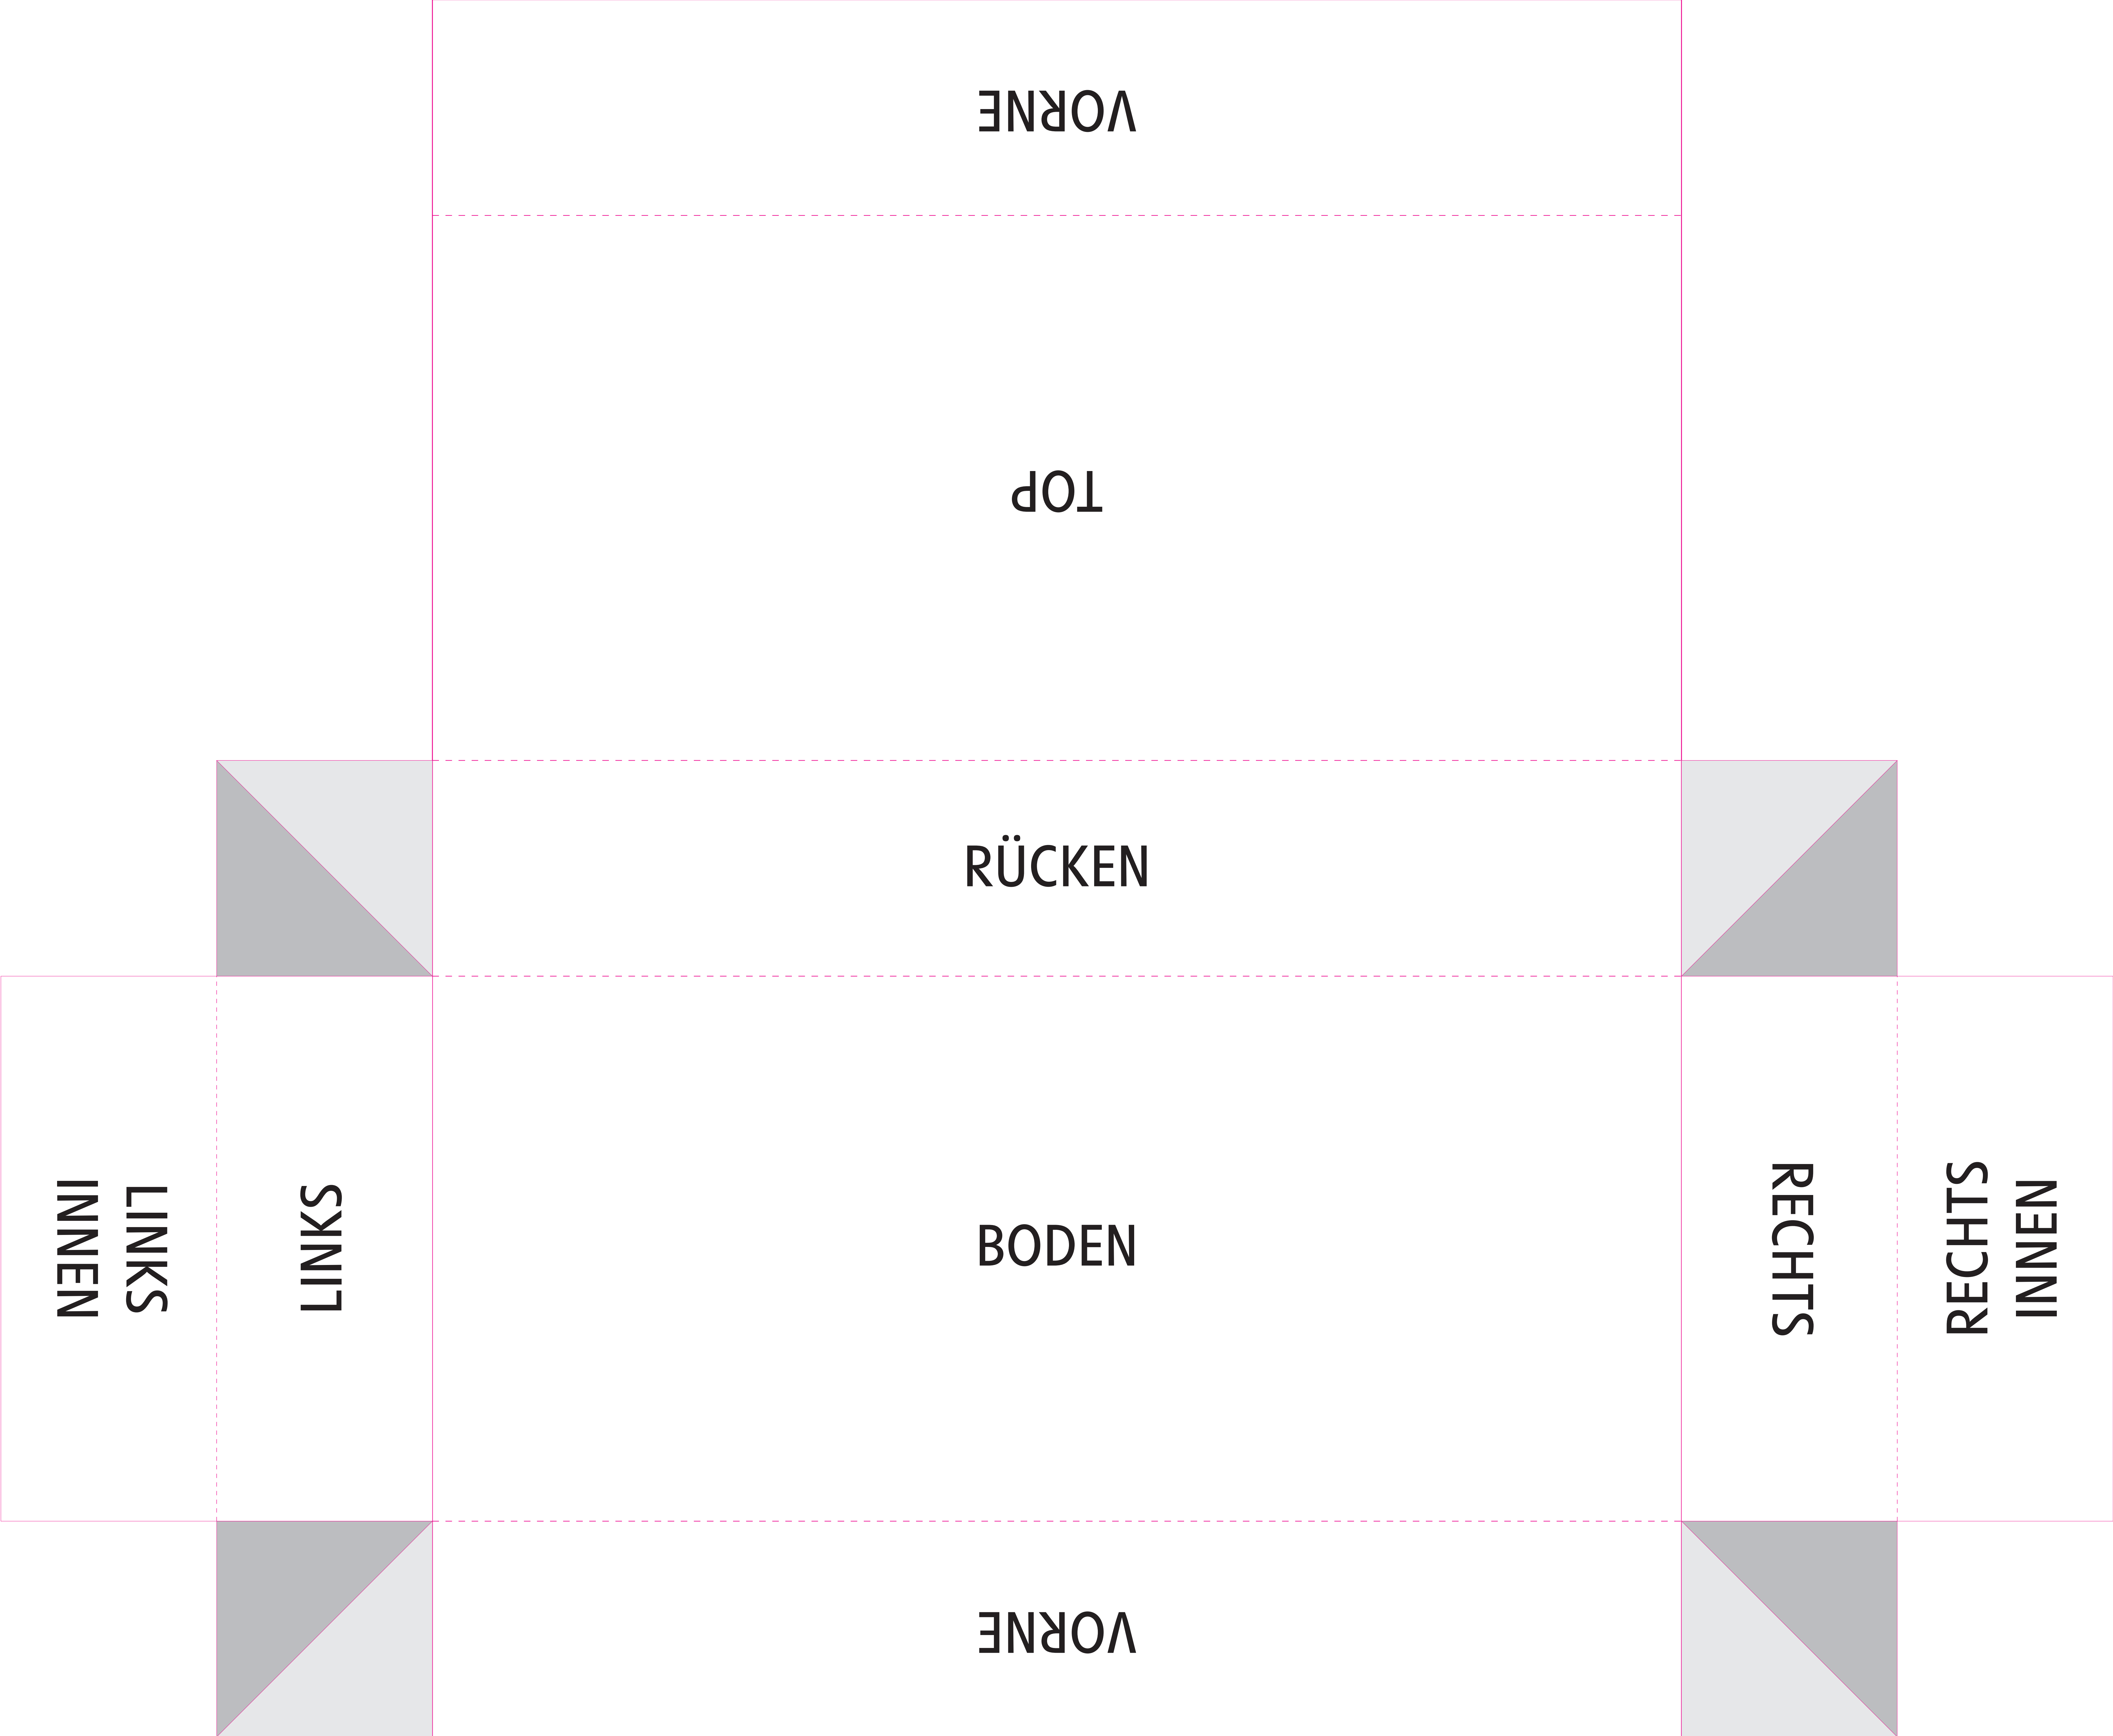 VORNE
TOP
RÜCKEN
INNEN
LINKS
LINKS
BODEN
RECHTS
RECHTS
INNEN
VORNE